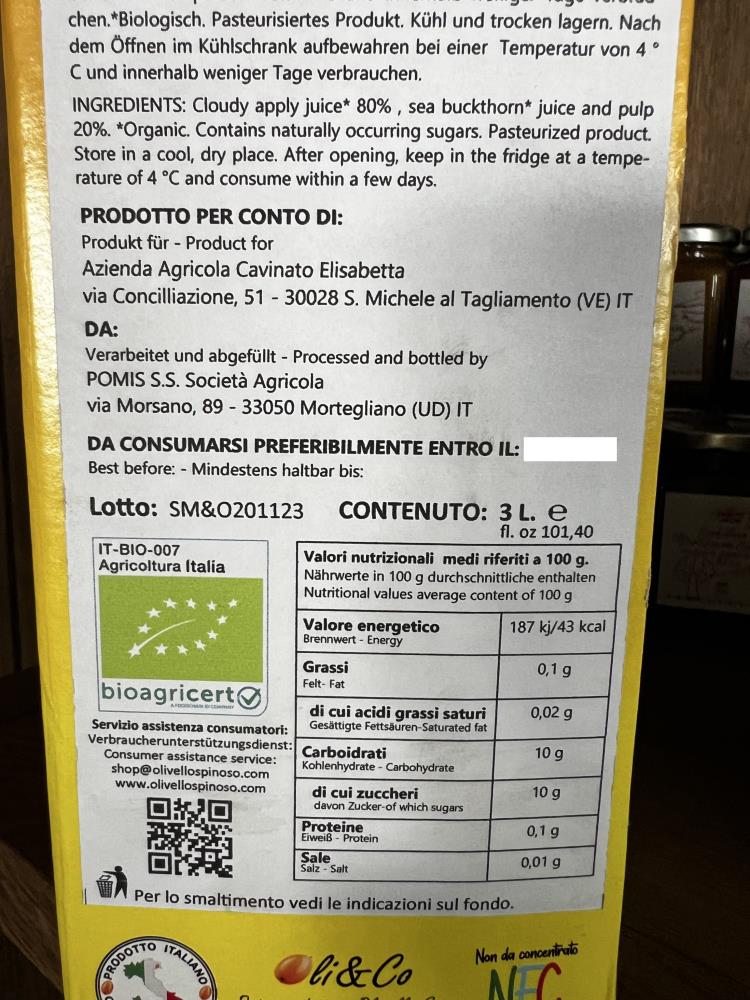 chen.*Biologisch. Pasteurisiertes Produkt. Kühl und trocken lagern. Nach
dem Öffnen im Kühlschrank aufbewahren bei einer Temperatur von 4 °
C und innerhalb weniger Tage verbrauchen.
INGREDIENTS: Cloudy apply juice* 80% , sea buckthorn* juice and pulp
20%. *Organic. Contains naturally occurring sugars. Pasteurized product.
Store in a cool, dry place. After opening, keep in the fridge at a tempe-
rature of 4 °C and consume within a few days.
PRODOTTO PER CONTO DI:
Produkt für - Product for
Azienda Agricola Cavinato Elisabetta
via Concilliazione, 51 - 30028 S. Michele al Tagliamento (VE) IT
DA:
Verarbeitet und abgefüllt - Processed and bottled by
POMIS S.S. Società Agricola
via Morsano, 89 - 33050 Mortegliano (UD) IT
DA CONSUMARSI PREFERIBILMENTE ENTRO IL:
Best before: - Mindestens haltbar bis:
Lotto: SM&O201123 CONTENUTO: 3 L. e
fl. oz 101,40
IT-BIO-007
Agricoltura Italia
bioagricert
A FOODCHAIN ID COMPANY
Servizio assistenza consumatori:
Verbraucherunterstützungsdienst:
Consumer assistance service:
shop@olivellospinoso.com
www.olivellospinoso.com
Valori nutrizionali medi riferiti a 100 g.
Nährwerte in 100 g durchschnittliche enthalten
Nutritional values average content of 100 g
Valore energetico 187 kj/43 kcal
Brennwert - Energy
Grassi 0,1 g
Felt- Fat
di cui acidi grassi saturi 0,02 g
Gesättigte Fettsäuren-Saturated fat
Carboidrati 10 g
Kohlenhydrate - Carbohydrate
di cui zuccheri 10 g
davon Zucker-of which sugars
Proteine 0,1 g
Eiweiß - Protein
Sale 0,01 g
Salz - Salt
Per lo smaltimento vedi le indicazioni sul fondo.
PRODOTTO ITALIANO
Oli&Co
Non da concentrato
NFC